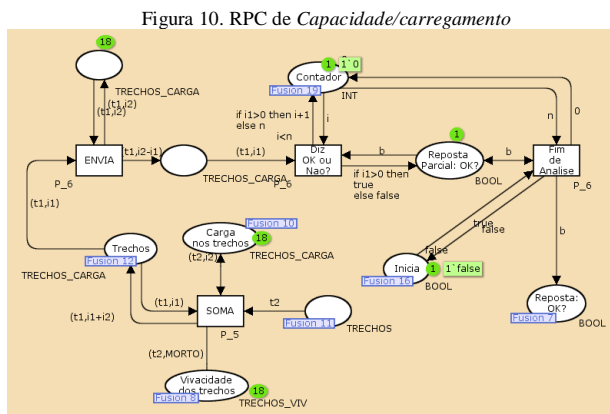 Figura 10. RPC de Capacidade/carregamento
18
TRECHOS_CARGA
(t1,i2)
(t1,i2)
ENVIA
P_6
t1,i2-i1)
TRECHOS_CARGA
(t1,i1)
1
1`0
Contador
Fusion 19
INT
if i1>0 then i+1
else n
i
i<n
Diz
OK ou
Nao?
P_6
b
if i1>0 then
true
else false
1
Reposta
Parcial: OK?
BOOL
b
n
0
Fim
de
Analise
P_6
true
false
false
Inicia
1
1`false
Fusion 16
BOOL
b
Reposta:
OK?
Fusion 7
BOOL
(t1,i1)
Trechos
Fusion 12
TRECHOS_CARGA
Fusion 10
Carga
nos trechos
18
TRECHOS_CARGA
(t2,i2)
(t1,i1)
(t1,i1+i2)
SOMA
P_5
t2
Fusion 11
TRECHOS
(t2,MORTO)
Vivacidade
dos trechos
Fusion 8
18
TRECHOS_VIV